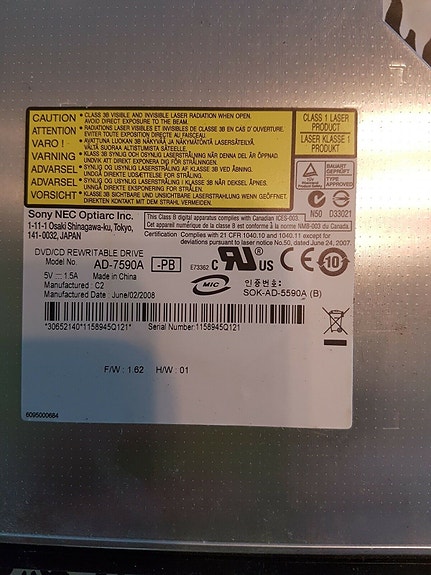 CAUTION • CLASS 3B VISIBLE AND INVISIBLE LASER RADIATION WHEN OPEN.
AVOID DIRECT EXPOSURE TO THE BEAM.
ATTENTION • RADIATIONS LASER VISIBLES ET INVISIBLES DE CLASSE 3B EN CAS D'OUVERTURE.
EVITER TOUTE EXPOSITION DIRECTE AU FAISCEAU.
VARO ! • AVATTUNA LUOKAN 3B NÄKYVÄÄ JA NÄKYMÄTÖNTÄ LASERSÄTEILYÄ.
VÄLTÄ SUORAA ALTISTUMISTA SÄTEELLE.
VARNING • KLASS 3B SYNLIG OCH OSYNLIG LASERSTRÅLNING NÄR DENNA DEL ÄR ÖPPNAD.
UNDVIK ATT DIREKT EXPONERA DIG FÖR STRÅLNINGEN.
ADVARSEL • SYNLIG OG USYNLIG LASERSTRÅLING AF KLASSE 3B VED ÅBNING.
UNDGÅ DIREKTE UDSÆTTELSE FOR STRÅLING.
ADVARSEL • SYNLIG OG USYNLIG LASERSTRÅLING I KLASSE 3B NÅR DEKSEL ÅPNES.
UNNGÅ DIREKTE EKSPONERING FOR STRÅLEN.
VORSICHT • KLASSE 3B SICHTBARE UND UNSICHTBARE LASERSTRAHLUNG WENN GEÖFFNET.
DIREKTEN KONTAKT MIT DEM STRAHL VERMEIDEN.
CLASS 1 LASER
PRODUCT
LASER KLASSE 1
PRODUKT
BAUART
GEPRÜFT
TYPE
APPROVED
N50 D33021
Sony NEC Optiarc Inc.
1-11-1 Osaki Shinagawa-ku, Tokyo,
141-0032, JAPAN
This Class B digital apparatus complies with Canadian ICES-003.
Cet appareil numérique de la classe B est conforme à la norme NMB-003 du Canada.
Certification: Complies with 21 CFR 1040.10 and 1040.11 except for
deviations pursuant to laser notice No.50, dated June 24, 2007.
DVD/CD REWRITABLE DRIVE
Model No. AD-7590A -PB
5V ⎓ 1.5A Made in China
Manufactured : C2
Manufactured Date : June/02/2008
E73362 C RU ® US CE 10
MIC
인증번호:
SOK-AD-5590A (B)
*30652140*1158945Q121* Serial Number:1158945Q121
F/W : 1.62 H/W : 01
6095000684